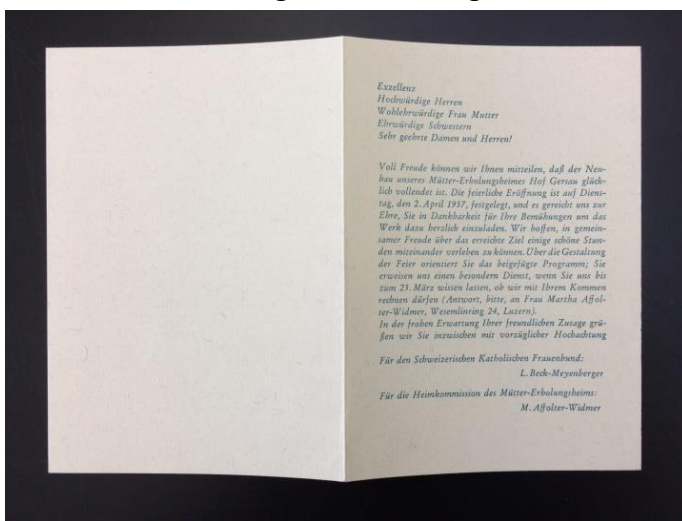 Exzellenz
Hochwürdige Herren
Wohlehrwürdige Frau Mutter
Ehrwürdige Schwestern
Sehr geehrte Damen und Herren!
Voll Freude können wir Ihnen mitteilen, daß der Neu-
bau unseres Mütter-Erholungsheimes Hof Gersau glück-
lich vollendet ist. Die feierliche Eröffnung ist auf Diens-
tag, den 2. April 1957, festgelegt, und es gereicht uns zur
Ehre, Sie in Dankbarkeit für Ihre Bemühungen um das
Werk dazu herzlich einzuladen. Wir hoffen, in gemein-
samer Freude über das erreichte Ziel einige schöne Stun-
den miteinander verleben zu können. Über die Gestaltung
der Feier orientiert Sie das beigefügte Programm; Sie
erweisen uns einen besondern Dienst, wenn Sie uns bis
zum 23. März wissen lassen, ob wir mit Ihrem Kommen
rechnen dürfen (Antwort, bitte, an Frau Martha Affol-
ter-Widmer, Wesemlinring 24, Luzern).
In der frohen Erwartung Ihrer freundlichen Zusage grü-
ßen wir Sie inzwischen mit vorzüglicher Hochachtung
Für den Schweizerischen Katholischen Frauenbund:
L. Beck-Meyenberger
Für die Heimkommission des Mütter-Erholungsheims:
M. Affolter-Widmer